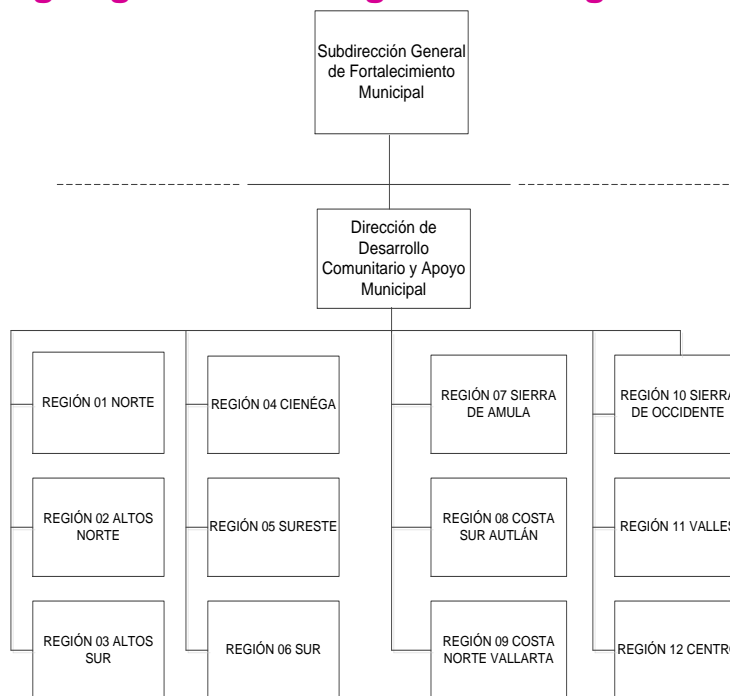 Subdirección General
de Fortalecimiento
Municipal
Dirección de
Desarrollo
Comunitario y Apoyo
Municipal
REGIÓN 01 NORTE
REGIÓN 04 CIENÉGA
REGIÓN 07 SIERRA
DE AMULA
REGIÓN 10 SIERRA
DE OCCIDENTE
REGIÓN 02 ALTOS
NORTE
REGIÓN 05 SURESTE
REGIÓN 08 COSTA
SUR AUTLÁN
REGIÓN 11 VALLES
REGIÓN 03 ALTOS
SUR
REGIÓN 06 SUR
REGIÓN 09 COSTA
NORTE VALLARTA
REGIÓN 12 CENTRO